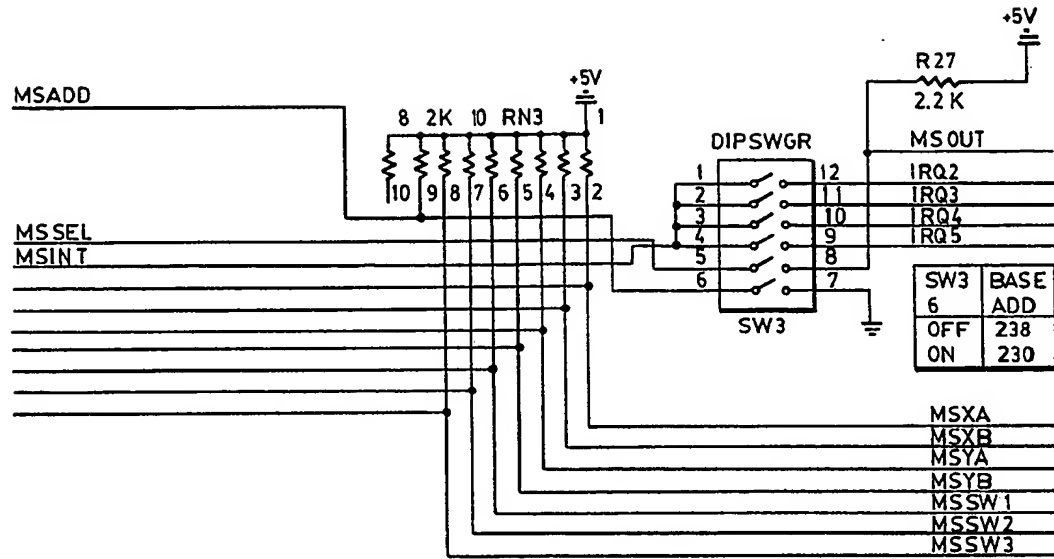 +5V
R 27
2.2 K
MSADD
+5V
8 2K 10 RN3 1
DIPSWGR
MSOUT
10 9 8 7 6 5 4 3 2
1 12 IRQ2
2 11 IRQ3
3 10 IRQ4
4 9 IRQ5
5 8
6 7
SW3
MSSEL
MSINT
SW3 BASE
6 ADD
OFF 238
ON 230
MSXA
MSXB
MSYA
MSYB
MSSW1
MSSW2
MSSW3